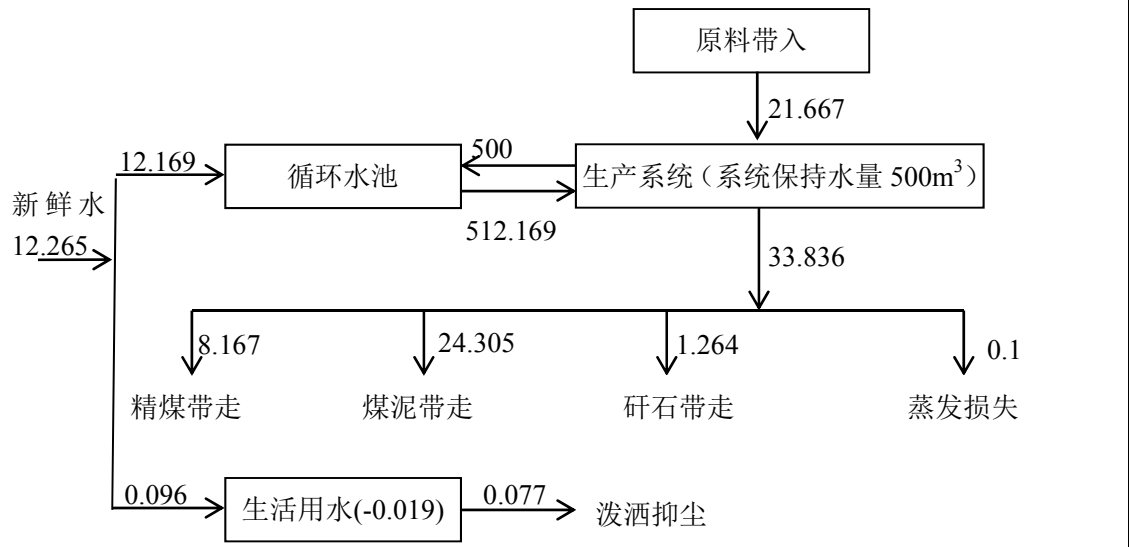 原料带入
21.667
12.169
循环水池
500
512.169
生产系统（系统保持水量 500m³）
新鲜水
12.265
33.836
8.167
24.305
1.264
0.1
精煤带走
煤泥带走
矸石带走
蒸发损失
0.096
生活用水(-0.019)
0.077
泼洒抑尘